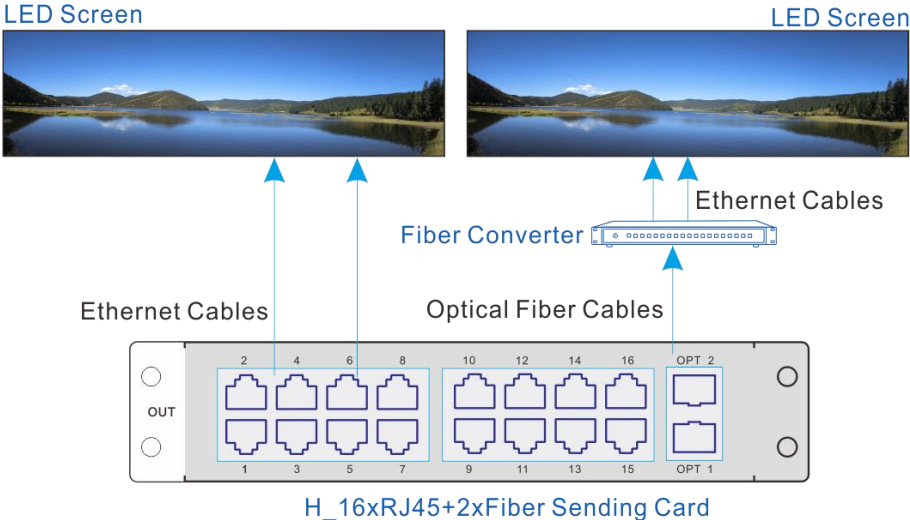 LED Screen
LED Screen
Ethernet Cables
Fiber Converter
Ethernet Cables
Optical Fiber Cables
2 4 6 8 10 12 14 16 OPT 2
OUT
1 3 5 7 9 11 13 15 OPT 1
H_16xRJ45+2xFiber Sending Card